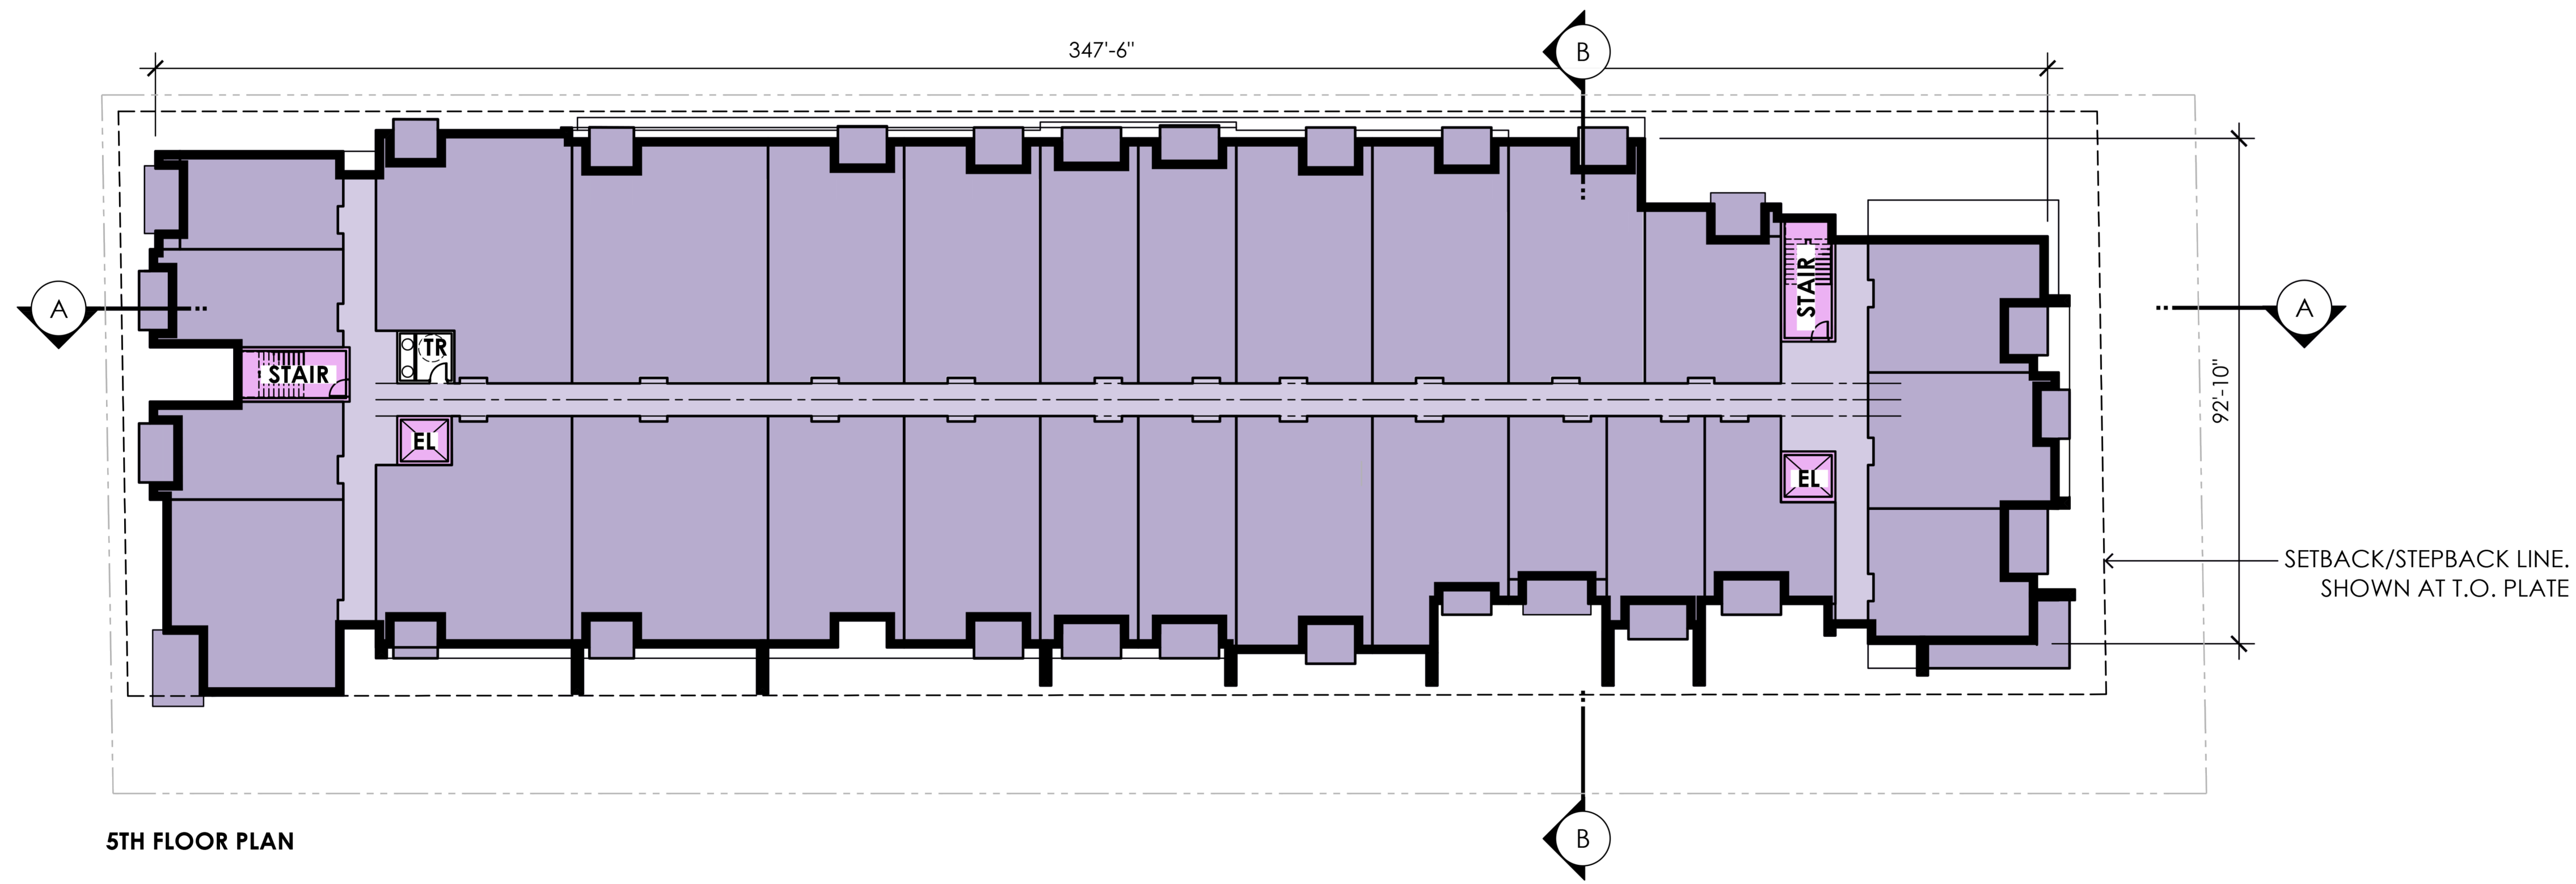 B
347'-6"
STAIR
A
A
TR
STAIR
92'-10"
EL
EL
SETBACK/STEPBACK LINE.
SHOWN AT T.O. PLATE
B
5TH FLOOR PLAN